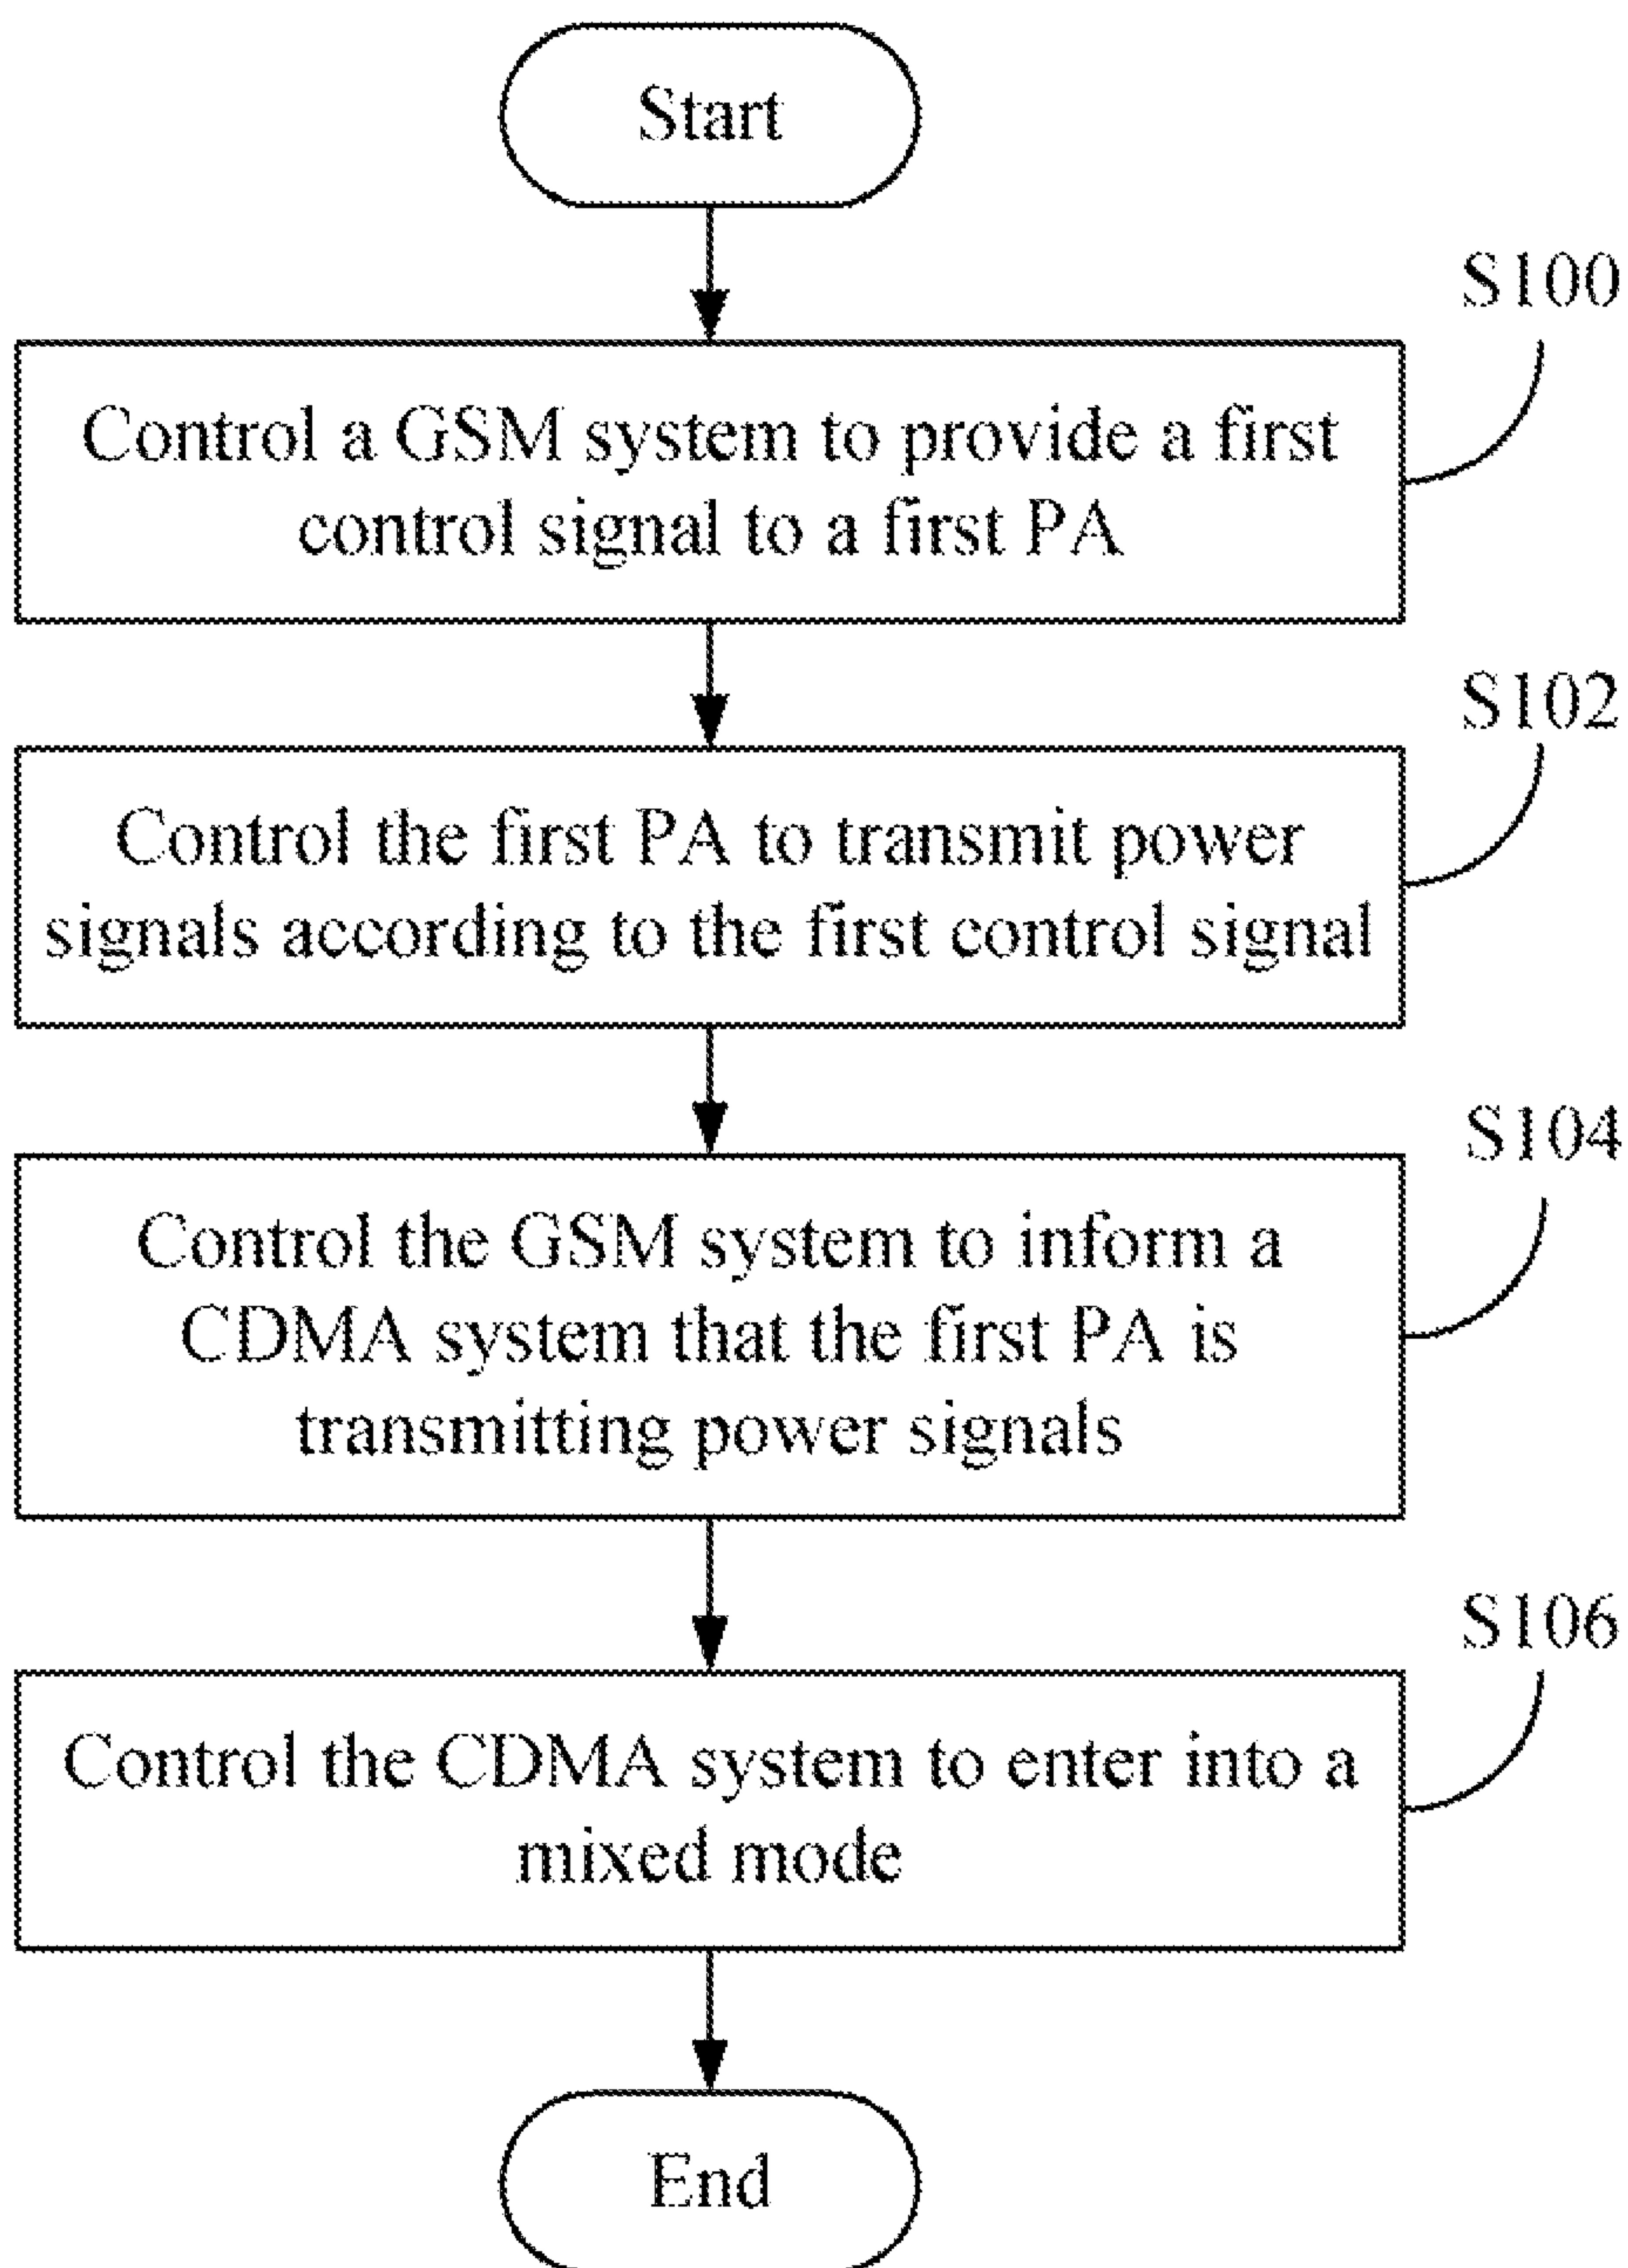 Start
S100
Control a GSM system to provide a first
control signal to a first PA
S102
Control the first PA to transmit power
signals according to the first control signal
S104
Control the GSM system to inform a
CDMA system that the first PA is
transmitting power signals
S106
Control the CDMA system to enter into a
mixed mode
End